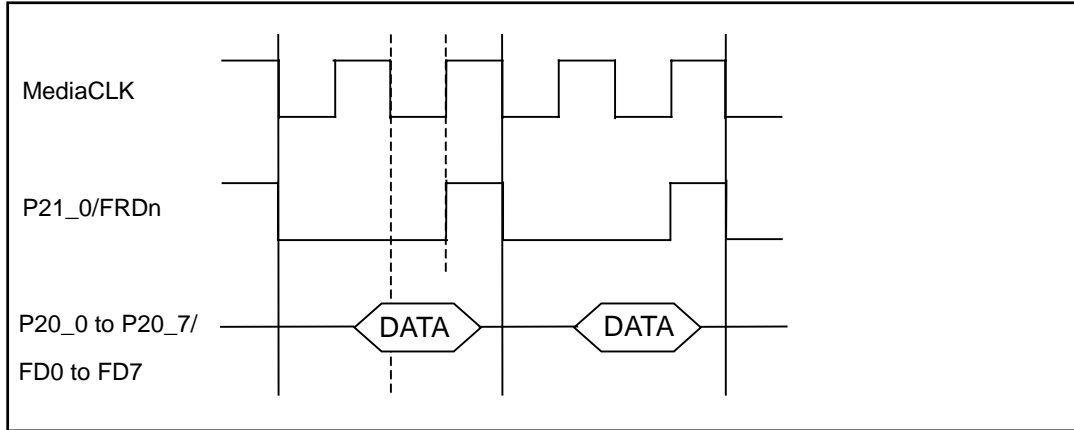 MediaCLK
P21_0/FRDn
P20_0 to P20_7/
FD0 to FD7
DATA
DATA